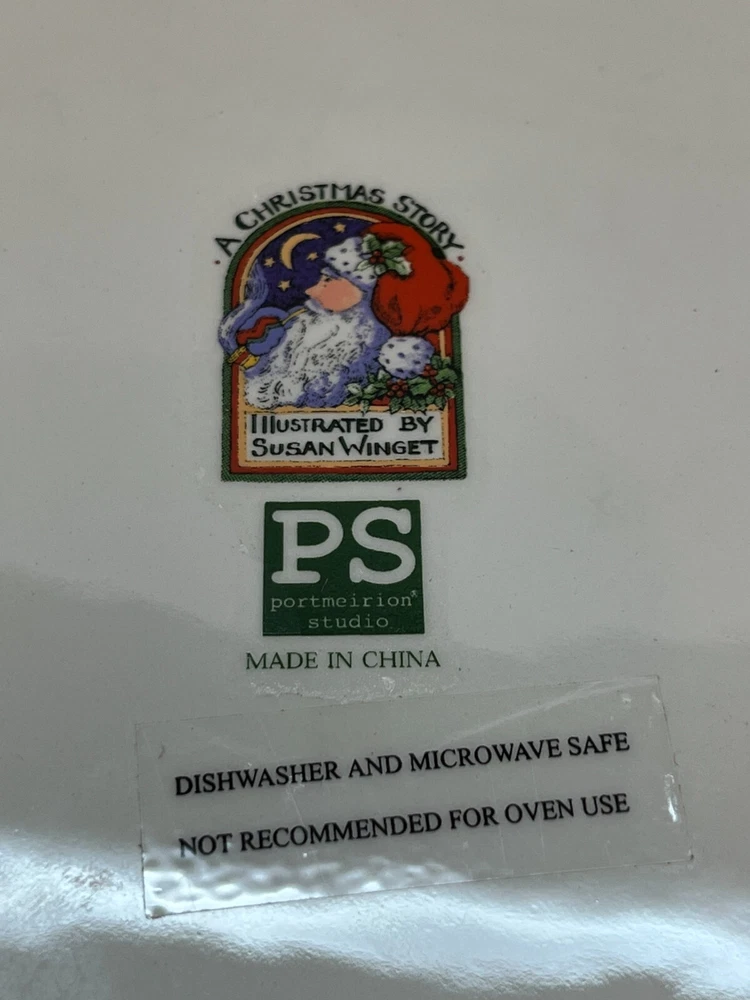 · A CHRISTMAS STORY ·
ILLUSTRATED BY
SUSAN WINGET
PS
portmeirion®
studio
MADE IN CHINA
DISHWASHER AND MICROWAVE SAFE
NOT RECOMMENDED FOR OVEN USE